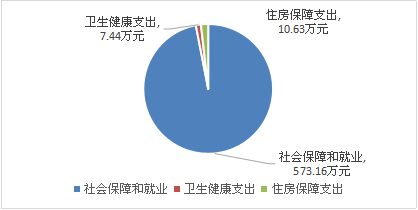 卫生健康支出,
7.44万元
住房保障支出,
10.63万元
社会保障和就业,
573.16万元
社会保障和就业 卫生健康支出 住房保障支出